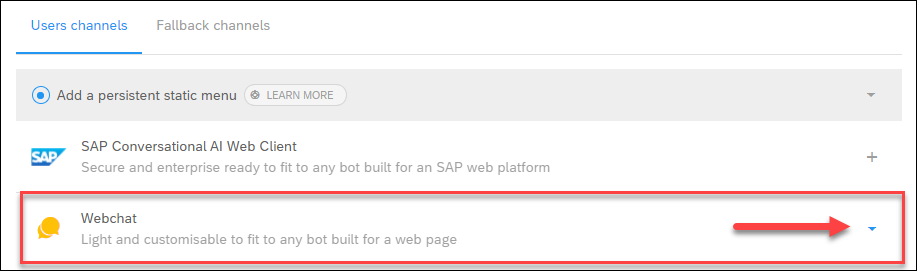 Users channels Fallback channels
Add a persistent static menu LEARN MORE
SAP Conversational AI Web Client
SAP
Secure and enterprise ready to fit to any bot built for an SAP web platform
Webchat
Light and customisable to fit to any bot built for a web page